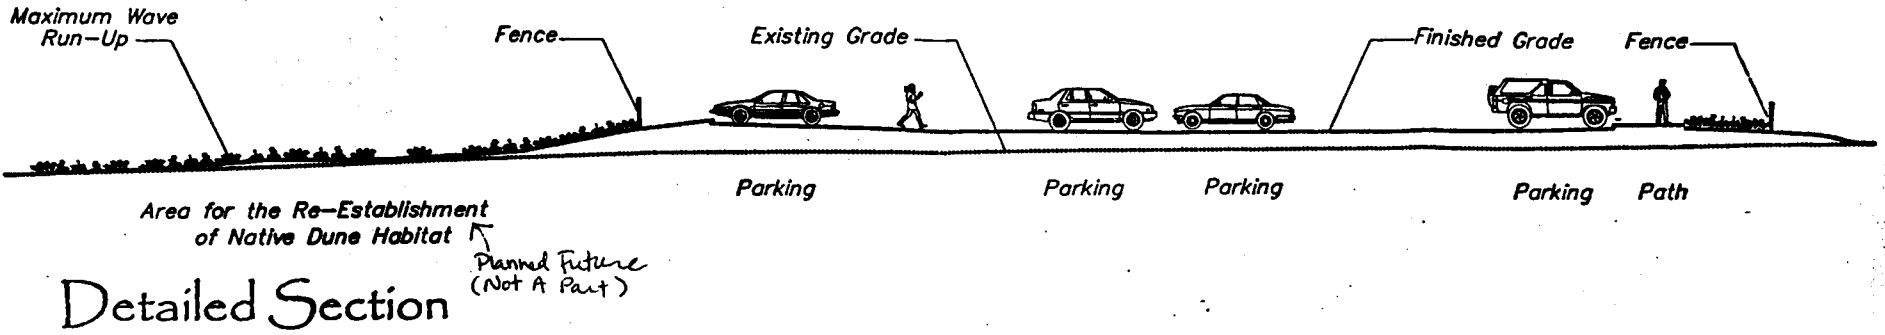 Maximum Wave
Run-Up
Fence
Existing Grade
Finished Grade
Fence
Parking
Parking
Parking
Parking
Path
Area for the Re-Establishment
of Native Dune Habitat
Planned Future
(Not A Part)
Detailed Section